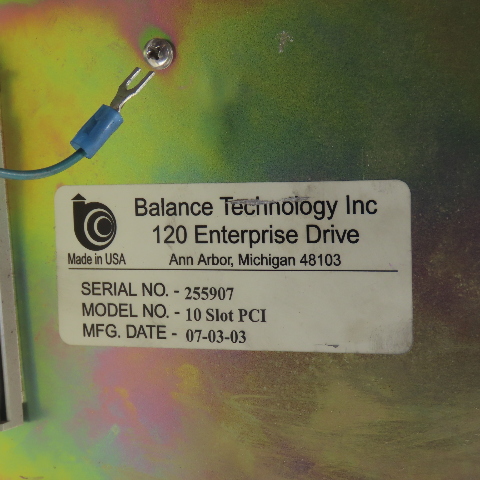 Balance Technology Inc
120 Enterprise Drive
Made in USA
Ann Arbor, Michigan 48103
SERIAL NO. - 255907
MODEL NO. - 10 Slot PCI
MFG. DATE - 07-03-03